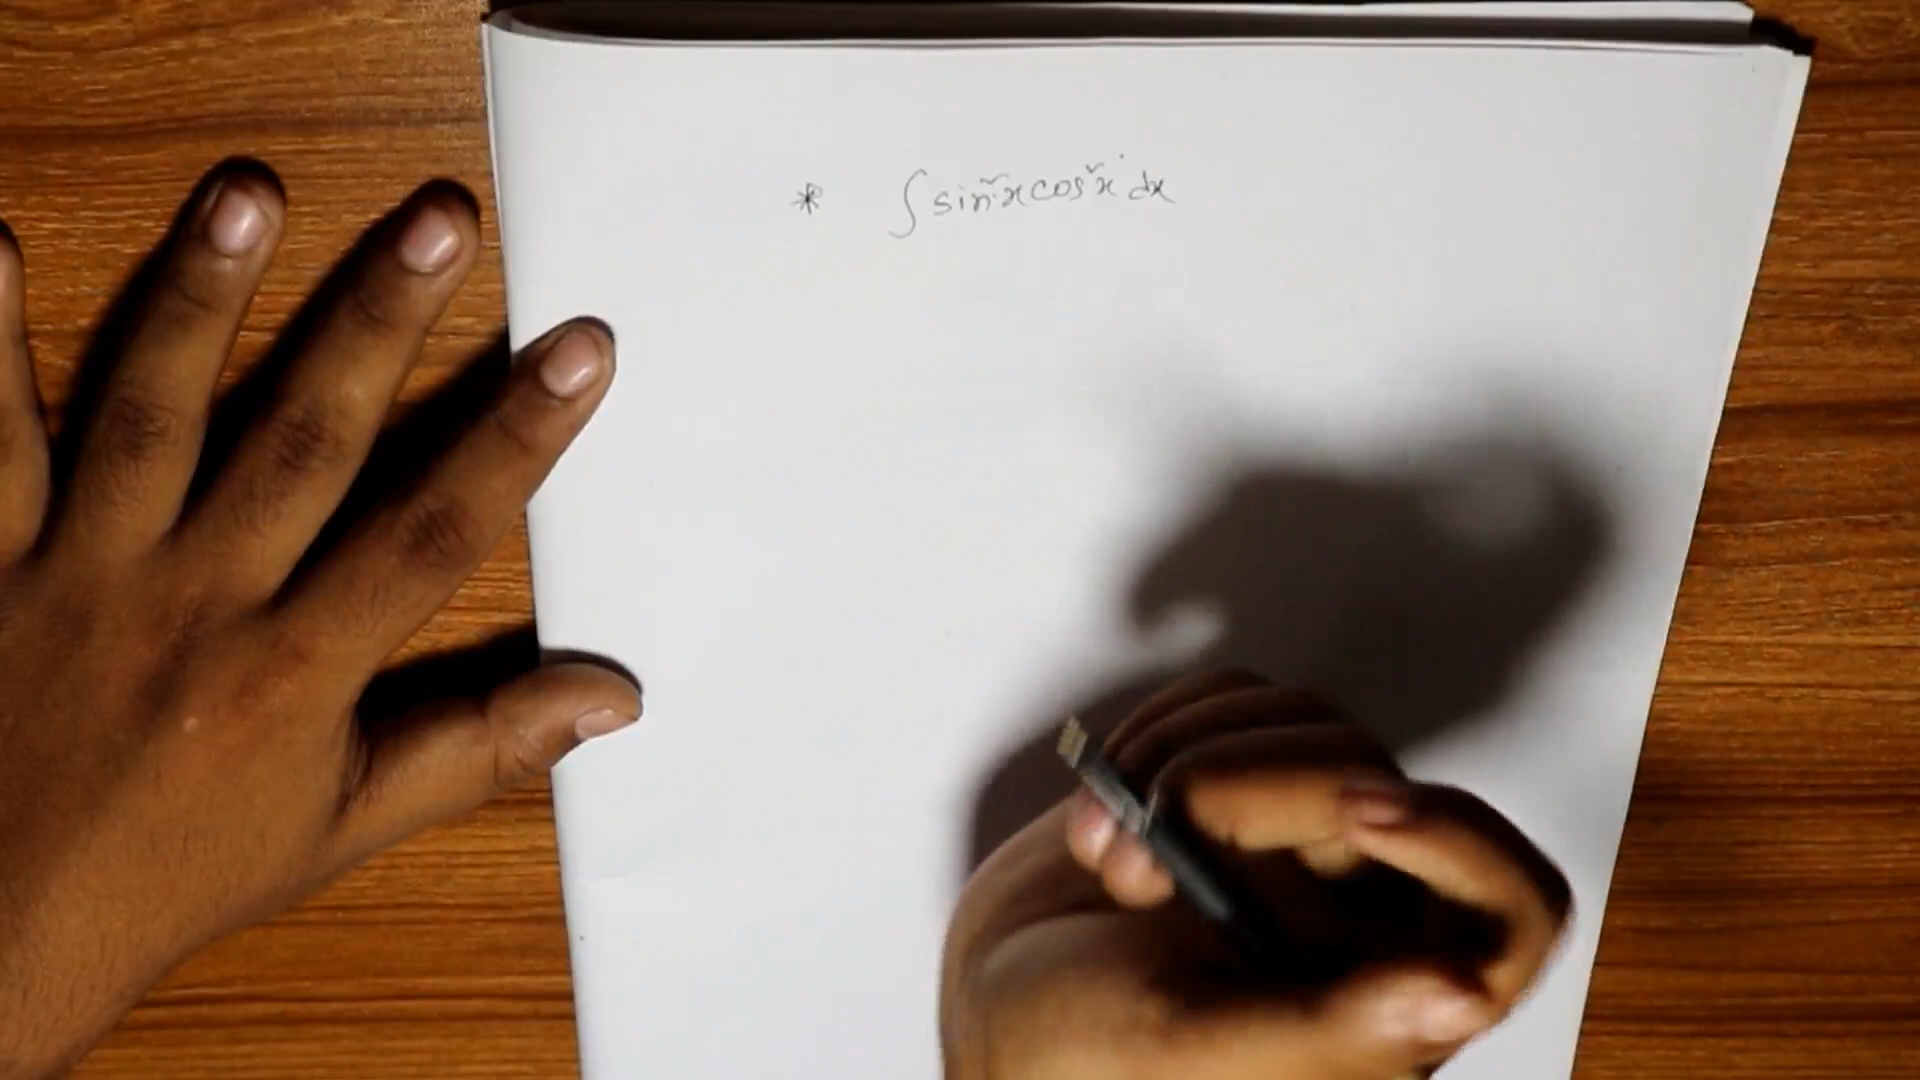 * ∫ sin²x cos²x dx